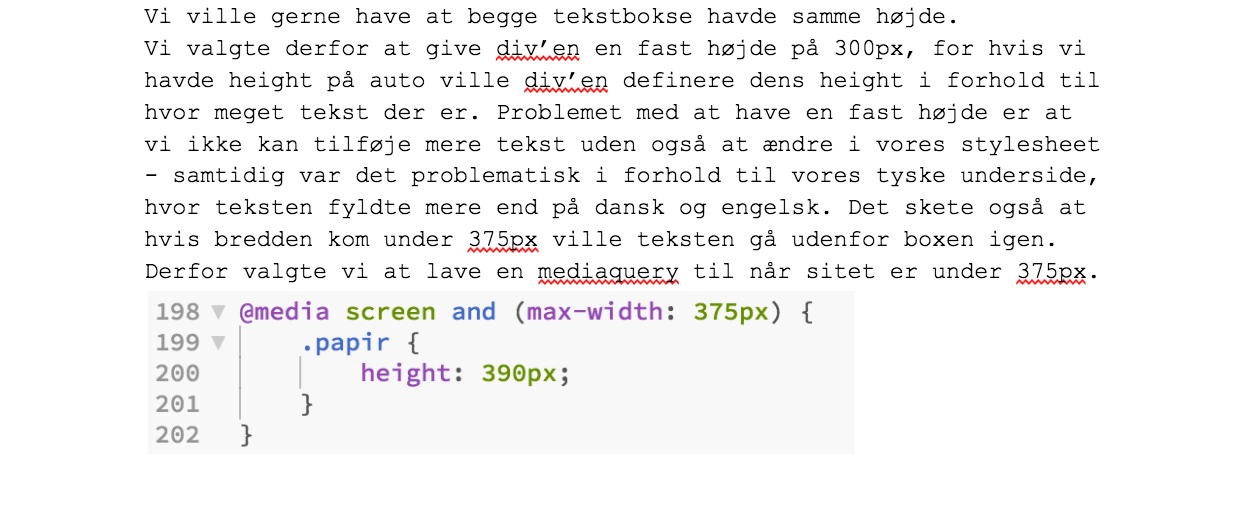 Vi ville gerne have at begge tekstbokse havde samme højde.
Vi valgte derfor at give div’en en fast højde på 300px, for hvis vi
havde height på auto ville div’en definere dens height i forhold til
hvor meget tekst der er. Problemet med at have en fast højde er at
vi ikke kan tilføje mere tekst uden også at ændre i vores stylesheet
- samtidig var det problematisk i forhold til vores tyske underside,
hvor teksten fyldte mere end på dansk og engelsk. Det skete også at
hvis bredden kom under 375px ville teksten gå udenfor boxen igen.
Derfor valgte vi at lave en mediaquery til når sitet er under 375px.
198 ▼ @media screen and (max-width: 375px) {
199 ▼     .papir {
200           height: 390px;
201       }
202   }